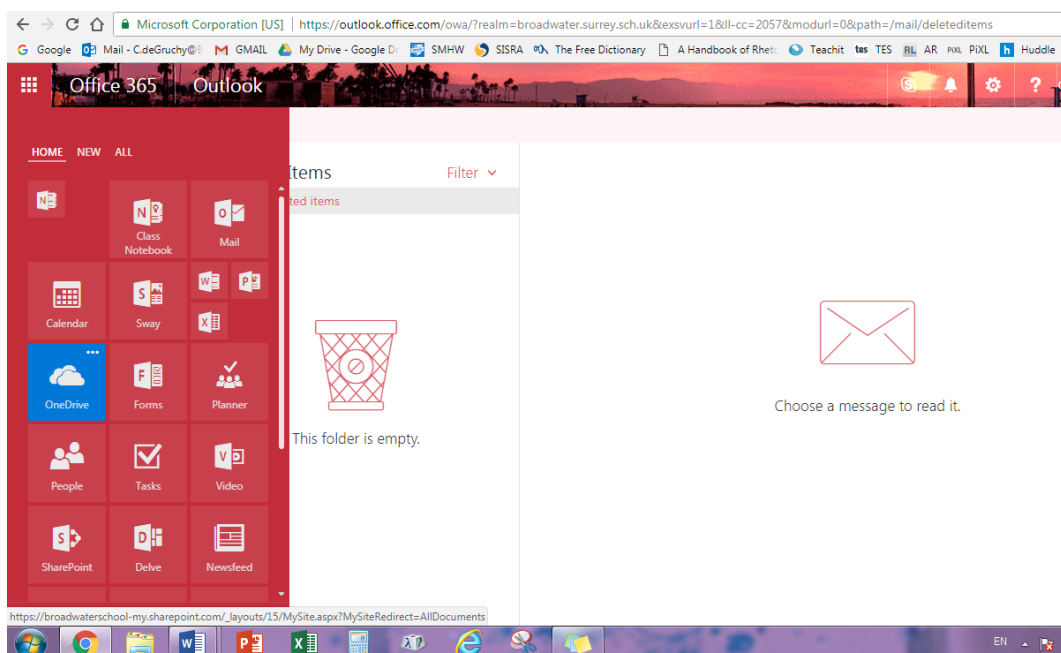 Microsoft Corporation [US] | https://outlook.office.com/owa/?realm=broadwater.surrey.sch.uk&exsvurl=1&ll-cc=2057&modurl=0&path=/mail/deleteditems
G Google Mail - C.deGruchy@ GMAIL My Drive - Google Dr SMHW SISRA The Free Dictionary A Handbook of Rheto Teachit tes TES RL AR PiXL PiXL h Huddle
Office 365 Outlook
HOME NEW ALL
Items Filter
ted items
Class Notebook
Mail
Calendar
Sway
OneDrive
Forms
Planner
People
Tasks
Video
SharePoint
Delve
Newsfeed
This folder is empty.
Choose a message to read it.
https://broadwaterschool-my.sharepoint.com/_layouts/15/MySite.aspx?MySiteRedirect=AllDocuments
EN